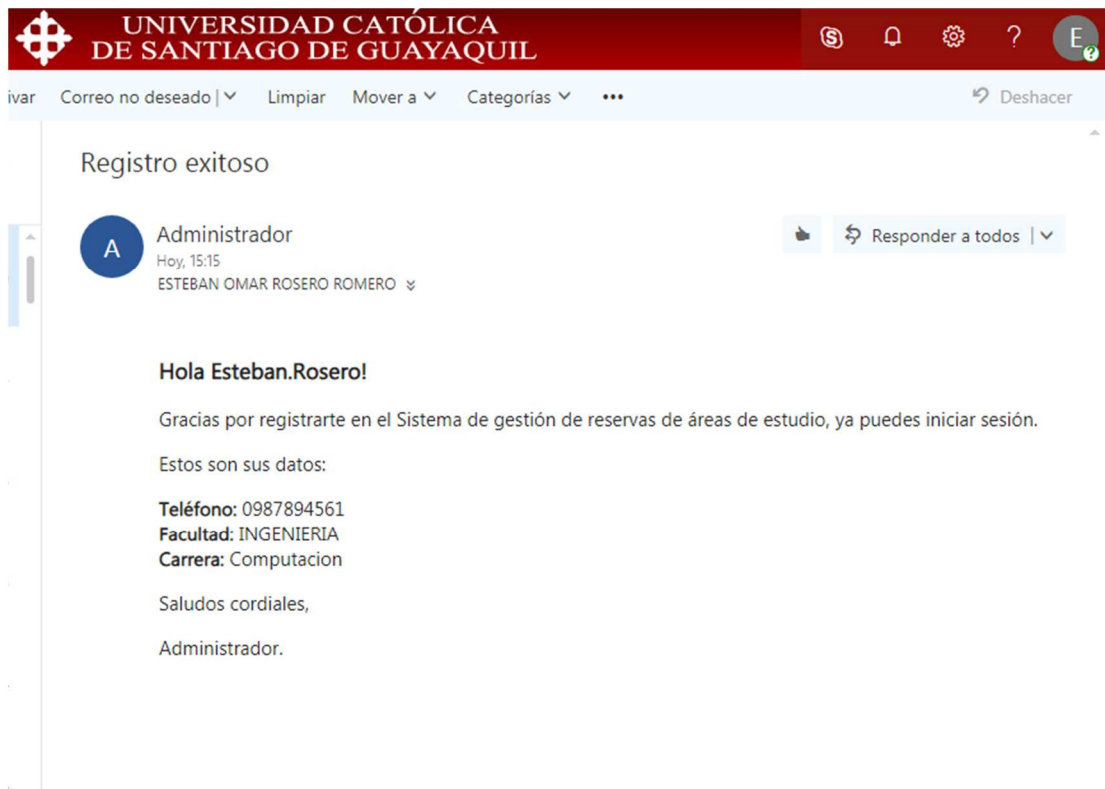 UNIVERSIDAD CATÓLICA
DE SANTIAGO DE GUAYAQUIL
S ? E ?
ivar Correo no deseado | Limpiar Mover a Categorías ••• Deshacer
Registro exitoso
A
Administrador
Responder a todos |
Hoy, 15:15
ESTEBAN OMAR ROSERO ROMERO
Hola Esteban.Rosero!
Gracias por registrarte en el Sistema de gestión de reservas de áreas de estudio, ya puedes iniciar sesión.
Estos son sus datos:
Teléfono: 0987894561
Facultad: INGENIERIA
Carrera: Computacion
Saludos cordiales,
Administrador.